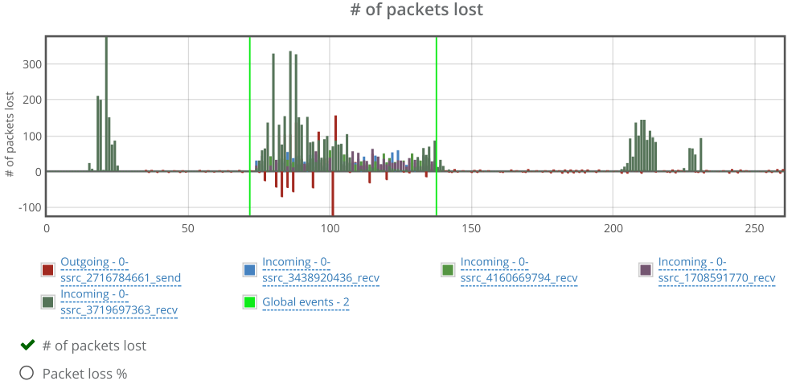 # of packets lost
# of packets lost
300
200
100
0
-100
0
50
100
150
200
250
Outgoing - 0-
ssrc_2716784661_send
Incoming - 0-
ssrc_3438920436_recv
Incoming - 0-
ssrc_4160669794_recv
Incoming - 0-
ssrc_1708591770_recv
Incoming - 0-
ssrc_3719697363_recv
Global events - 2
# of packets lost
Packet loss %